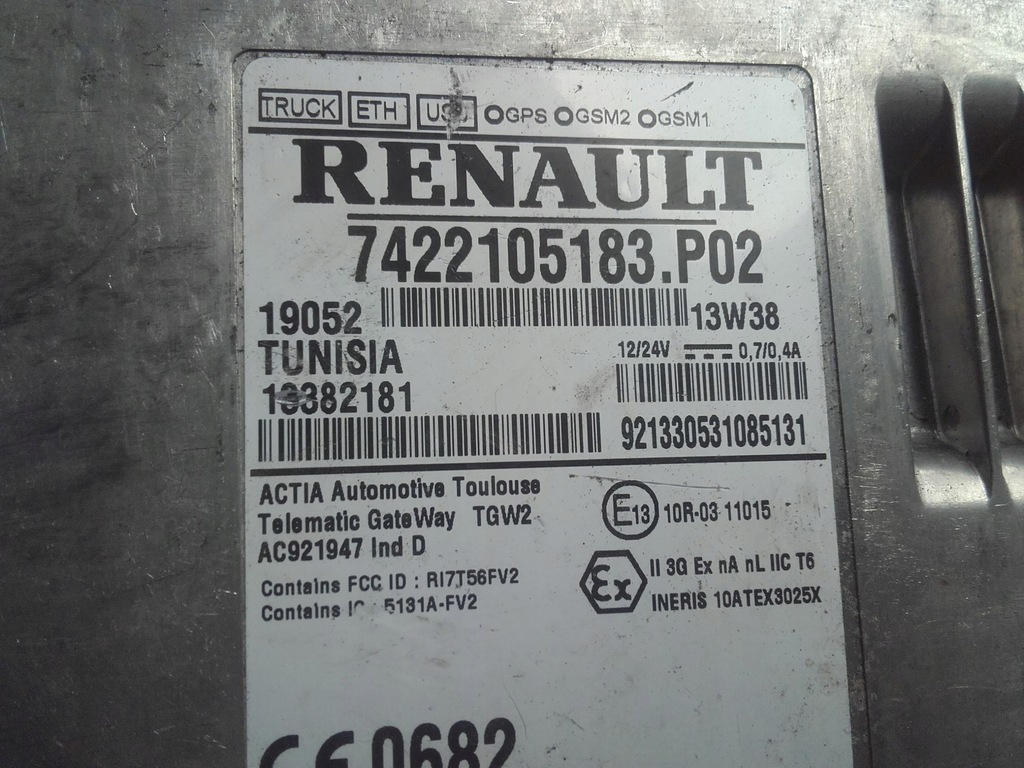 TRUCK ETH USB GPS GSM2 GSM1
RENAULT
7422105183.P02
19052 13W38
TUNISIA 12/24V 0,7/0,4A
13382181
921330531085131
ACTIA Automotive Toulouse
Telematic GateWay TGW2
AC921947 Ind D
E13 10R-03 11015
Contains FCC ID : RI7T56FV2
Contains IC : 5131A-FV2
Ex II 3G Ex nA nL IIC T6
INERIS 10ATEX3025X
CE 0682